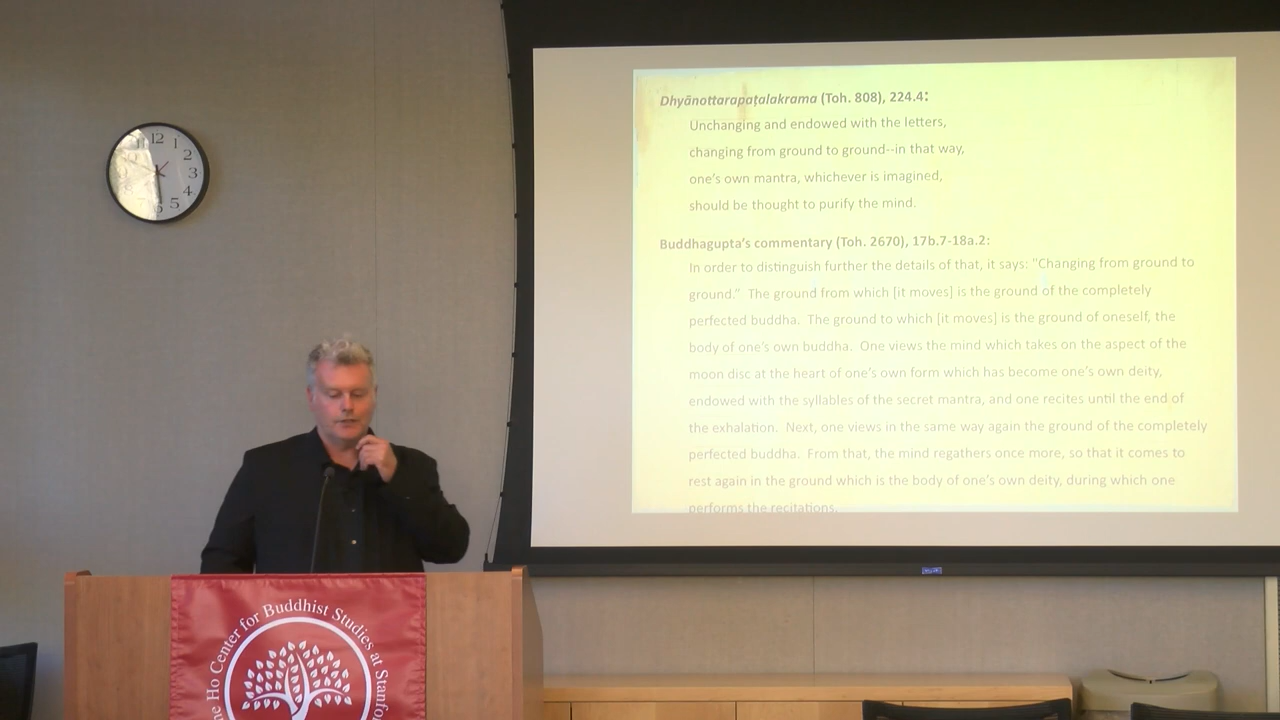 Dhyānottarapaṭalakrama (Toh. 808), 224.4:
Unchanging and endowed with the letters,
changing from ground to ground--in that way,
one's own mantra, whichever is imagined,
should be thought to purify the mind.
Buddhagupta's commentary (Toh. 2670), 17b.7-18a.2:
In order to distinguish further the details of that, it says: "Changing from ground to
ground." The ground from which [it moves] is the ground of the completely
perfected buddha. The ground to which [it moves] is the ground of oneself, the
body of one's own buddha. One views the mind which takes on the aspect of the
moon disc at the heart of one's own form which has become one's own deity,
endowed with the syllables of the secret mantra, and one recites until the end of
the exhalation. Next, one views in the same way again the ground of the completely
perfected buddha. From that, the mind regathers once more, so that it comes to
rest again in the ground which is the body of one's own deity, during which one
performs the recitations.
12 1 2 3 4 5 6
Ho Center for Buddhist Studies at Stanfor